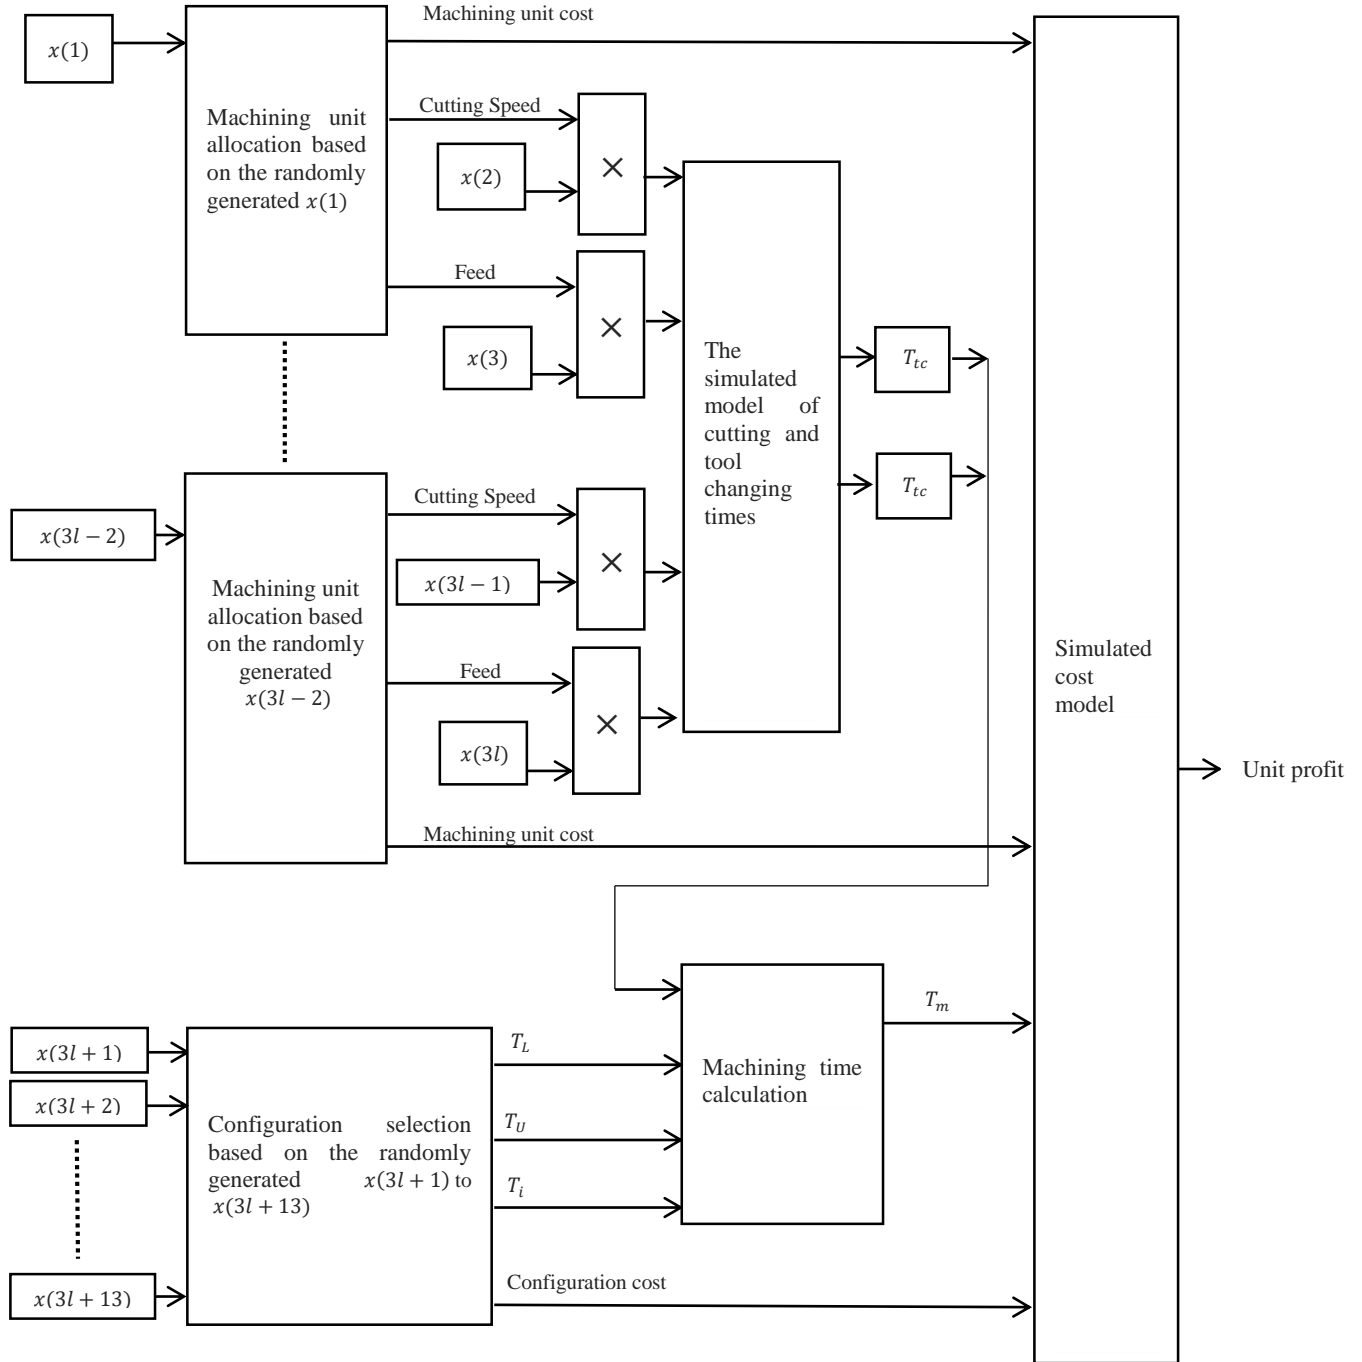 Machining unit cost
x(1)
Machining unit
allocation based
on the randomly
generated x(1)
Cutting Speed
x(2)
×
Feed
x(3)
×
The
simulated
model of
cutting and
tool
changing
times
T_tc
T_tc
x(3l − 2)
Machining unit
allocation based
on the randomly
generated
x(3l − 2)
Cutting Speed
x(3l − 1)
×
Feed
x(3l)
×
Machining unit cost
Simulated
cost
model
Unit profit
x(3l + 1)
x(3l + 2)
x(3l + 13)
Configuration selection
based on the randomly
generated x(3l + 1) to
x(3l + 13)
T_L
T_U
T_i
Configuration cost
Machining time
calculation
T_m